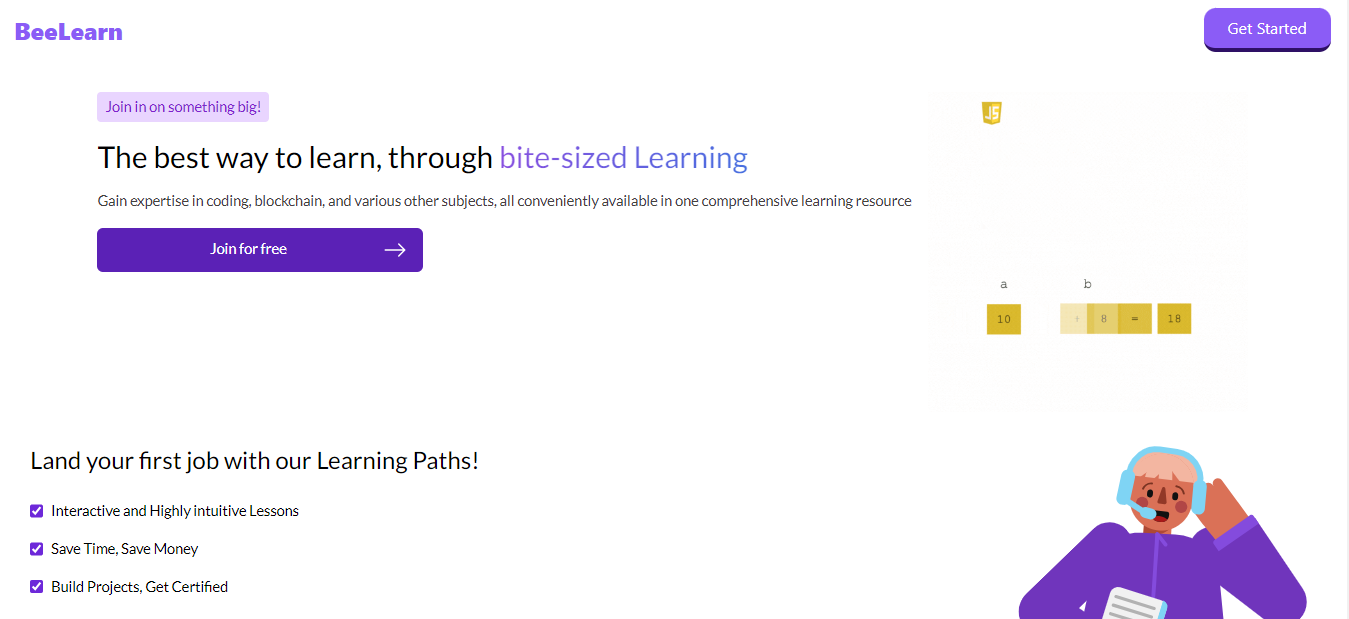 BeeLearn
Get Started
Join in on something big!
JS
The best way to learn, through bite-sized Learning
Gain expertise in coding, blockchain, and various other subjects, all conveniently available in one comprehensive learning resource
Join for free
a b
10 + 8 = 18
Land your first job with our Learning Paths!
Interactive and Highly intuitive Lessons
Save Time, Save Money
Build Projects, Get Certified